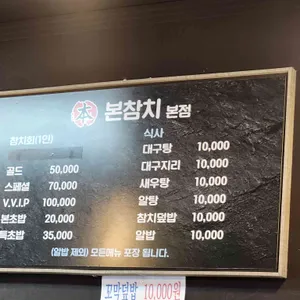 本 본참치 본점
참치회(1인)
골드 50,000
스페셜 70,000
V.V.I.P 100,000
본초밥 20,000
특초밥 35,000
식사
대구탕 10,000
대구지리 10,000
새우탕 10,000
알탕 10,000
참치덮밥 10,000
알밥 10,000
(알밥 제외) 모든메뉴 포장 됩니다.
꼬막덮밥 10,000원